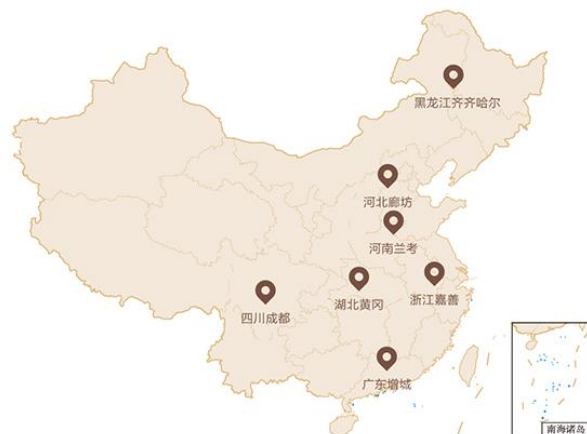 黑龙江齐齐哈尔
河北廊坊
河南兰考
浙江嘉善
湖北黄冈
四川成都
广东增城
南海诸岛